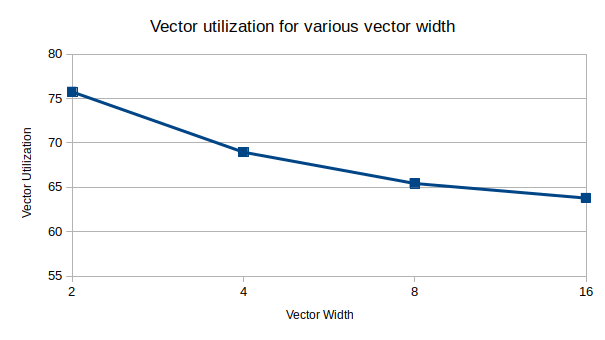 Vector utilization for various vector width
80
75
70
65
60
55
Vector Utilization
2 4 8 16
Vector Width